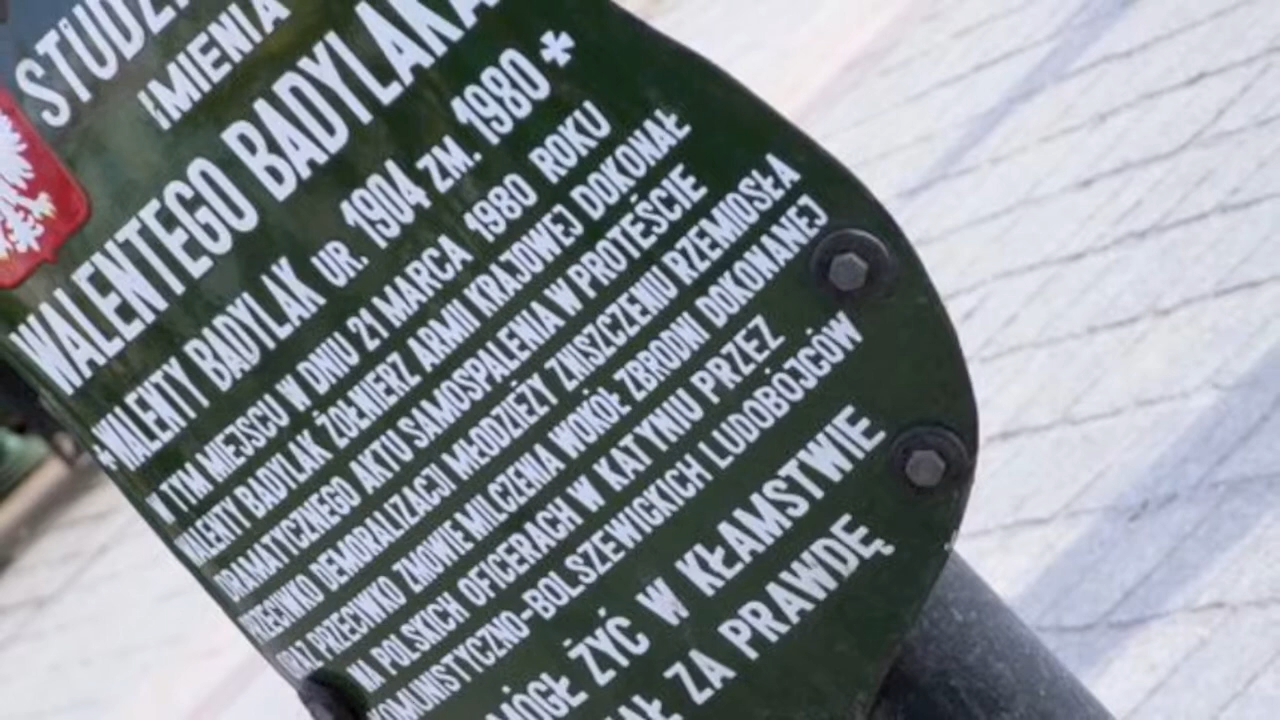 STUDZ
IMIENIA
WALENTEGO BADYLAKA
WALENTY BADYLAK UR. 1904 ZM. 1980
W TYM MIEJSCU W DNIU 21 MARCA 1980 ROKU
WALENTY BADYLAK ŻOŁNIERZ ARMII KRAJOWEJ DOKONAŁ
DRAMATYCZNEGO AKTU SAMOSPALENIA W PROTEŚCIE
PRZECIWKO DEMORALIZACJI MŁODZIEŻY ZNISZCZENIU RZEMIOSŁA
ORAZ PRZECIWKO ZMOWIE MILCZENIA WOKÓŁ ZBRODNI DOKONANEJ
NA POLSKICH OFICERACH W KATYNIU PRZEZ
KOMUNISTYCZNO-BOLSZEWICKICH LUDOBÓJCÓW
MÓGŁ ŻYĆ W KŁAMSTWIE
ZA PRAWDĘ